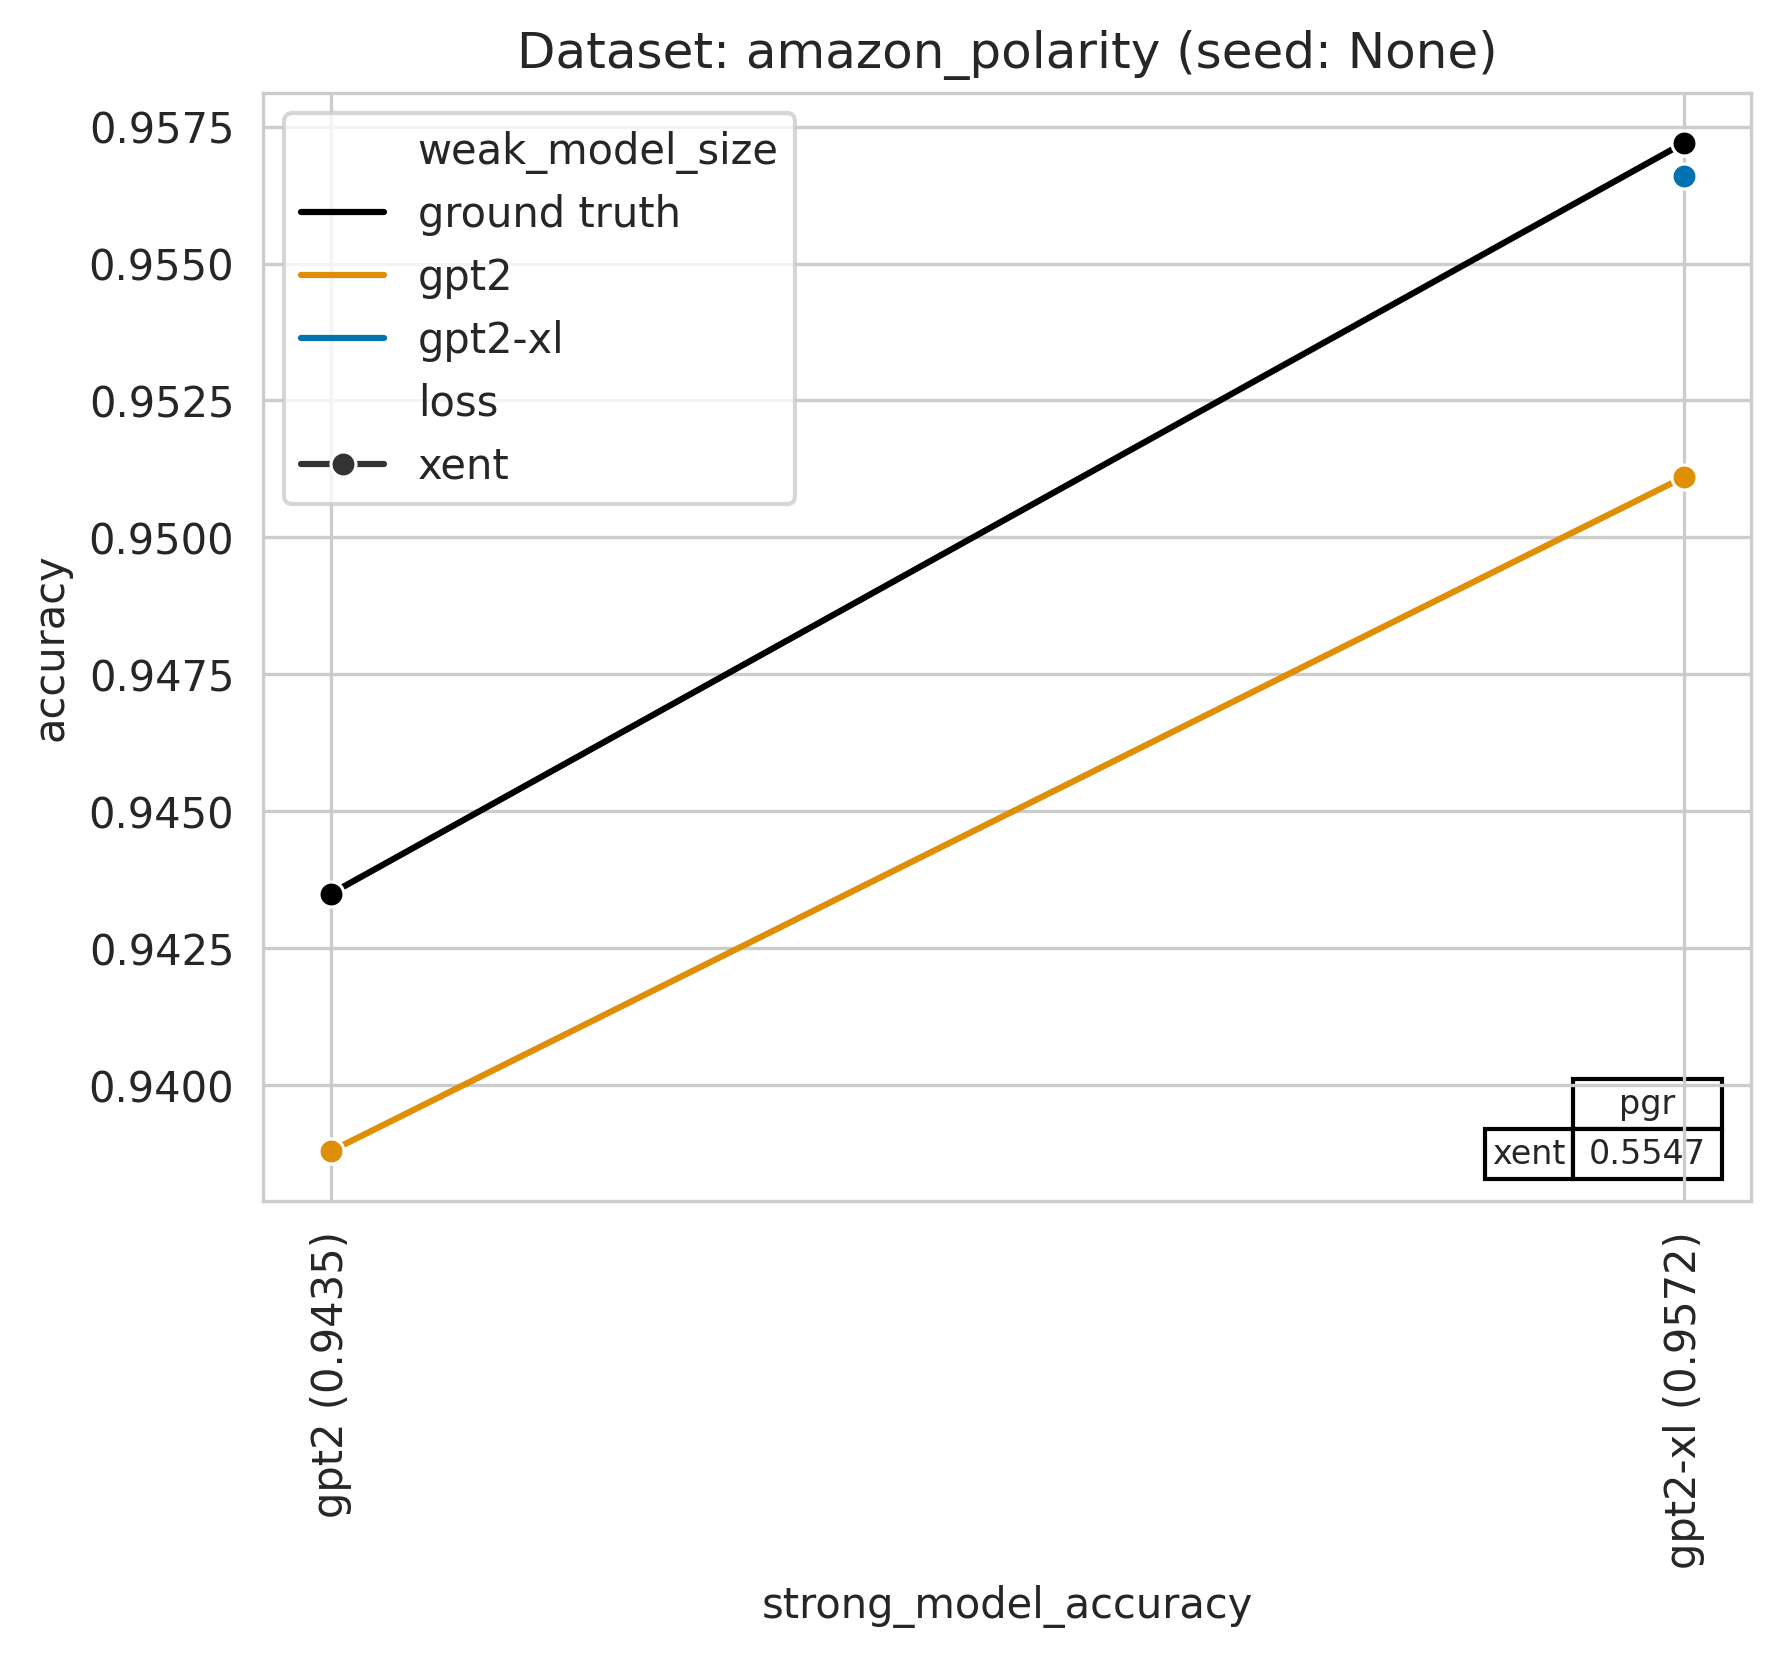 Dataset: amazon_polarity (seed: None)
0.9575
0.9550
0.9525
0.9500
0.9475
0.9450
0.9425
0.9400
accuracy
weak_model_size
ground truth
gpt2
gpt2-xl
loss
xent
pgr
xent 0.5547
gpt2 (0.9435)
gpt2-xl (0.9572)
strong_model_accuracy